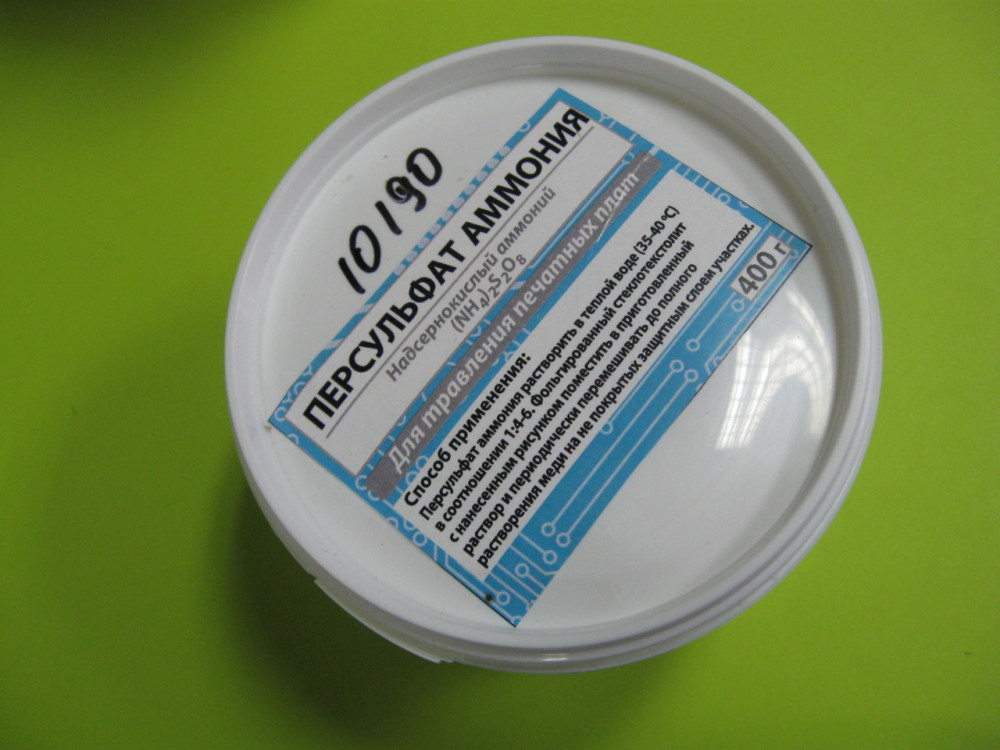 10190
ПЕРСУЛЬФАТ АММОНИЯ
Надсернокислый аммоний
(NH4)2S2O8
Для травления печатных плат
Способ применения:
Персульфат аммония растворить в теплой воде (35-40 °С)
в соотношении 1:4-6. Фольгированный стеклотекстолит
с нанесенным рисунком поместить в приготовленный
раствор и периодически перемешивать до полного
растворения меди на не покрытых защитным слоем участках.
400 г